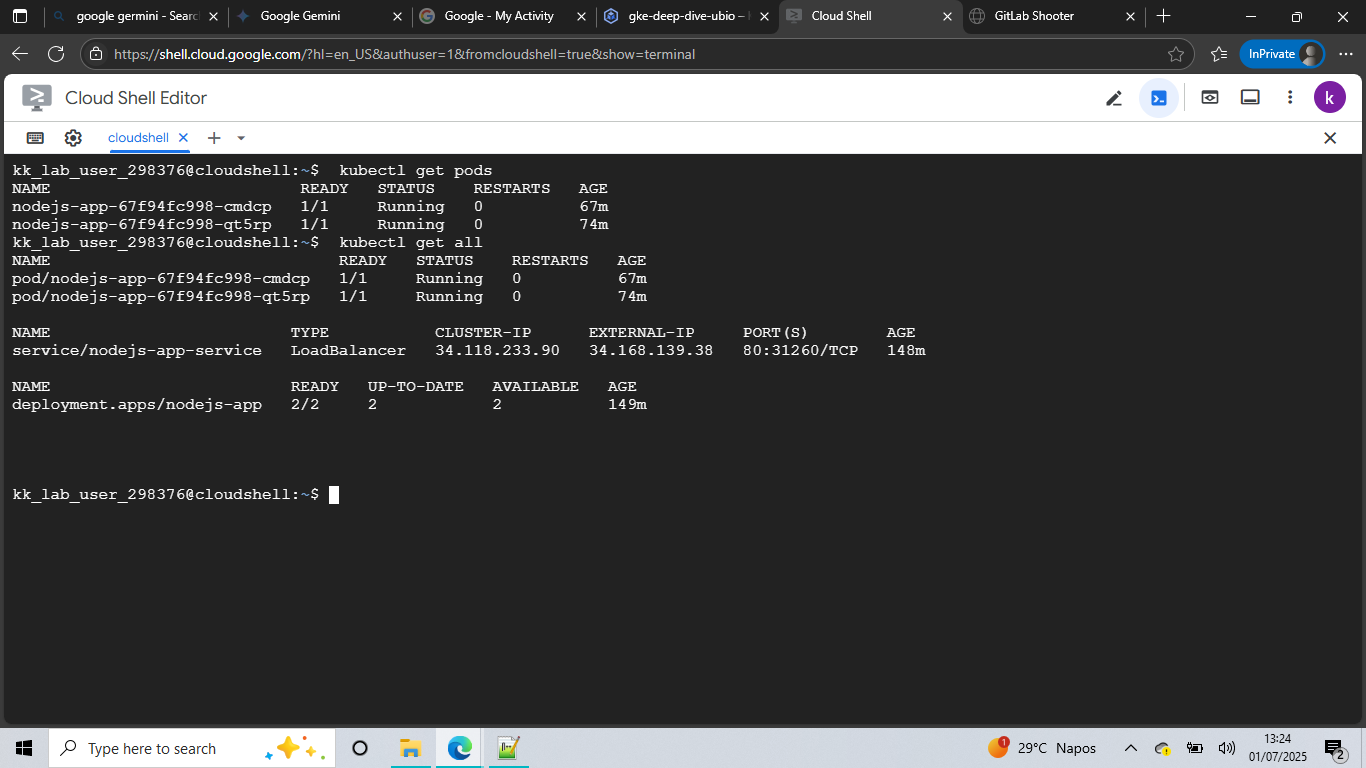 google germini - Searc
Google Gemini
Google - My Activity
gke-deep-dive-ubio –
Cloud Shell
GitLab Shooter
https://shell.cloud.google.com/?hl=en_US&authuser=1&fromcloudshell=true&show=terminal
InPrivate
Cloud Shell Editor
k
cloudshell
kk_lab_user_298376@cloudshell:~$  kubectl get pods
NAME                          READY   STATUS    RESTARTS   AGE
nodejs-app-67f94fc998-cmdcp   1/1     Running   0          67m
nodejs-app-67f94fc998-qt5rp   1/1     Running   0          74m
kk_lab_user_298376@cloudshell:~$  kubectl get all
NAME                              READY   STATUS    RESTARTS   AGE
pod/nodejs-app-67f94fc998-cmdcp   1/1     Running   0          67m
pod/nodejs-app-67f94fc998-qt5rp   1/1     Running   0          74m
NAME                         TYPE           CLUSTER-IP      EXTERNAL-IP     PORT(S)        AGE
service/nodejs-app-service   LoadBalancer   34.118.233.90   34.168.139.38   80:31260/TCP   148m
NAME                         READY   UP-TO-DATE   AVAILABLE   AGE
deployment.apps/nodejs-app   2/2     2            2           149m
kk_lab_user_298376@cloudshell:~$
Type here to search
1
29°C Napos
13:24
01/07/2025
2